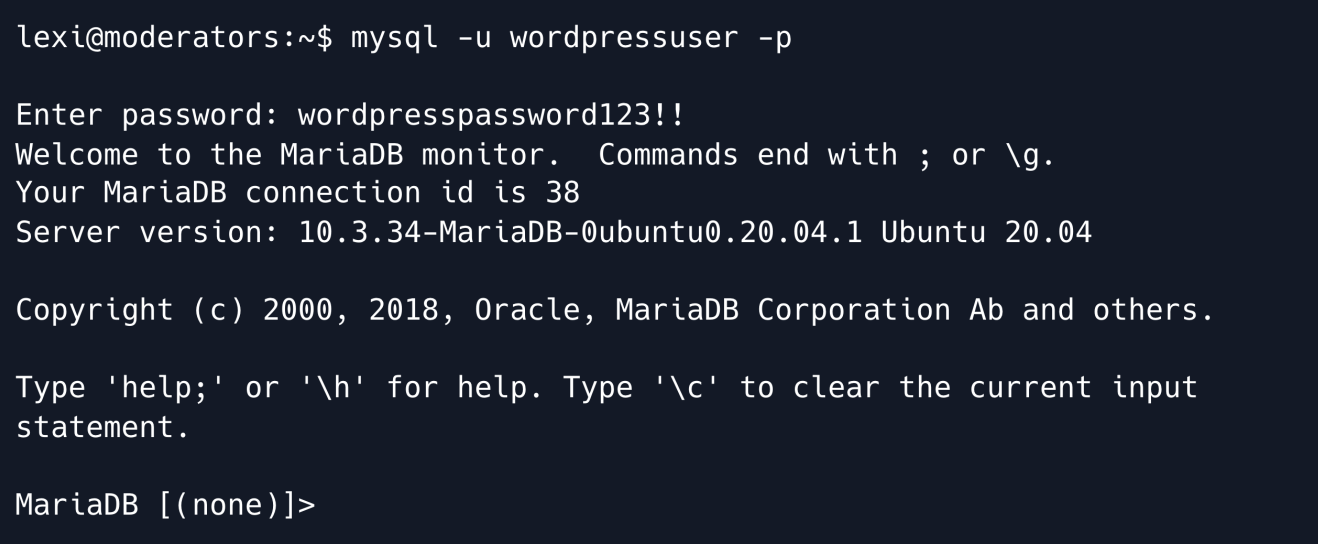 lexi@moderators:~$ mysql -u wordpressuser -p
Enter password: wordpresspassword123!!
Welcome to the MariaDB monitor.  Commands end with ; or \g.
Your MariaDB connection id is 38
Server version: 10.3.34-MariaDB-0ubuntu0.20.04.1 Ubuntu 20.04
Copyright (c) 2000, 2018, Oracle, MariaDB Corporation Ab and others.
Type 'help;' or '\h' for help. Type '\c' to clear the current input
statement.
MariaDB [(none)]>